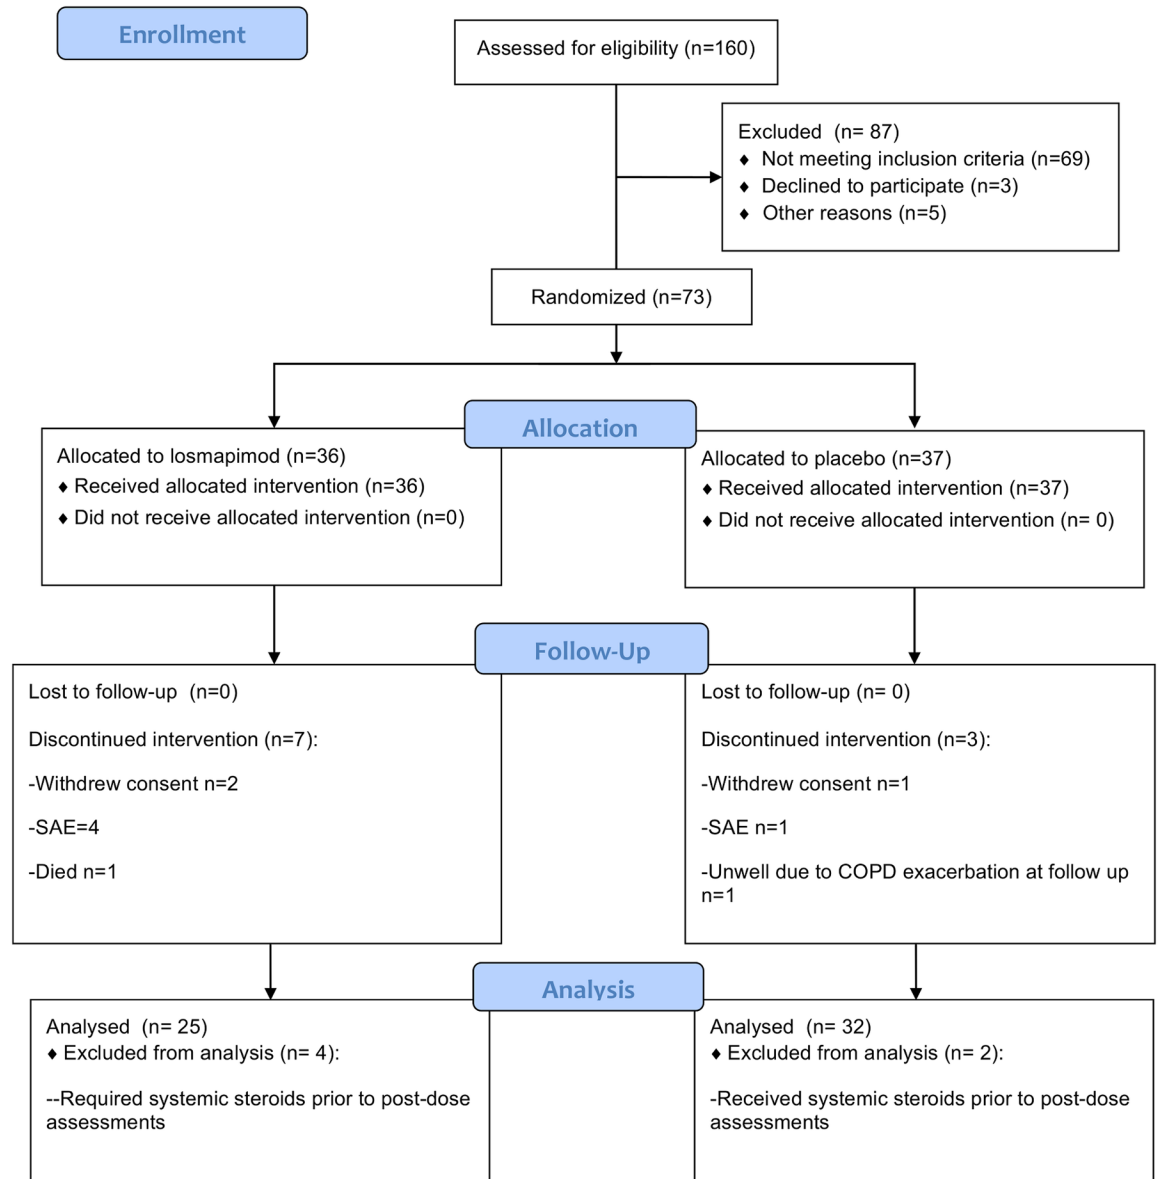 Enrollment
Assessed for eligibility (n=160)
Excluded  (n= 87)
♦ Not meeting inclusion criteria (n=69)
♦ Declined to participate (n=3)
♦ Other reasons (n=5)
Randomized (n=73)
Allocation
Allocated to losmapimod (n=36)
♦ Received allocated intervention (n=36)
♦ Did not receive allocated intervention (n=0)
Allocated to placebo (n=37)
♦ Received allocated intervention (n=37)
♦ Did not receive allocated intervention (n= 0)
Follow-Up
Lost to follow-up  (n=0)
Discontinued intervention (n=7):
-Withdrew consent n=2
-SAE=4
-Died n=1
Lost to follow-up (n= 0)
Discontinued intervention (n=3):
-Withdrew consent n=1
-SAE n=1
-Unwell due to COPD exacerbation at follow up
n=1
Analysis
Analysed  (n= 25)
♦ Excluded from analysis (n= 4):
--Required systemic steroids prior to post-dose
assessments
Analysed  (n= 32)
♦ Excluded from analysis (n= 2):
-Received systemic steroids prior to post-dose
assessments